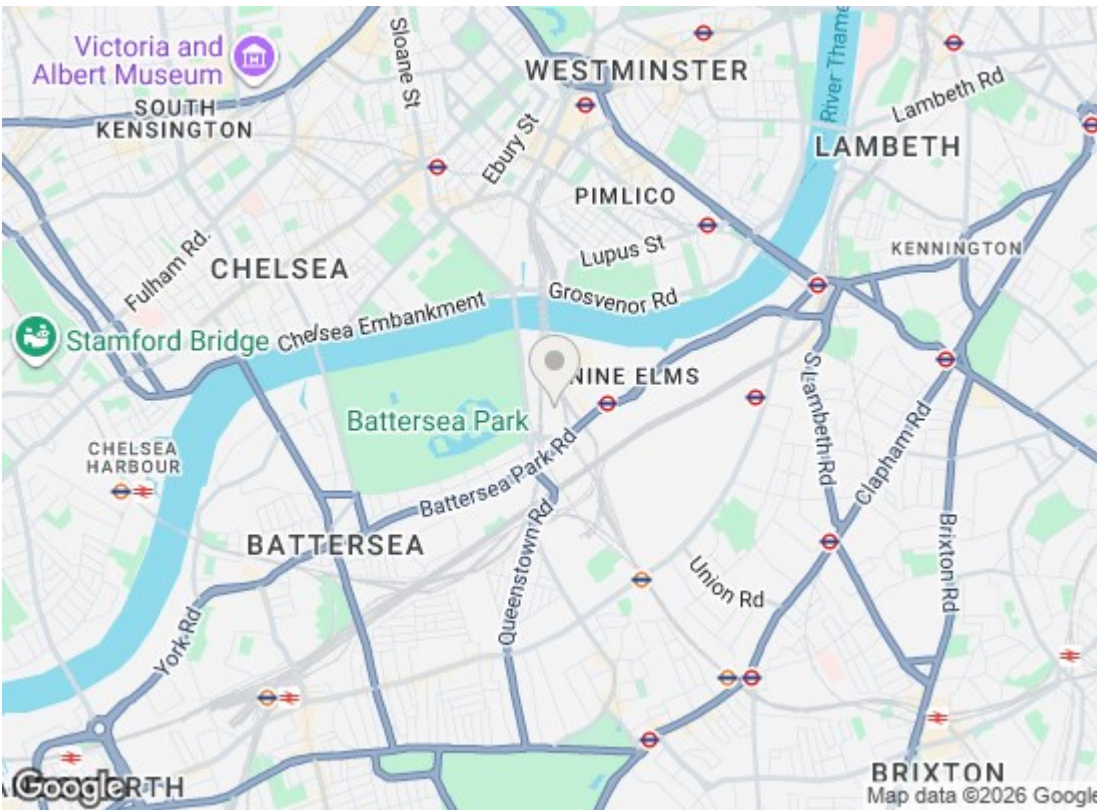 Victoria and
Albert Museum
SOUTH
KENSINGTON
Sloane St
WESTMINSTER
River Thame
Lambeth Rd
LAMBETH
Ebury St
PIMLICO
Fulham Rd.
CHELSEA
Lupus St
KENNINGTON
Grosvenor Rd
Chelsea Embankment
Stamford Bridge
NINE ELMS
S Lambeth Rd
Battersea Park
Clapham Rd
CHELSEA
HARBOUR
Battersea Park Rd
BATTERSEA
Queenstown Rd
Union Rd
Brixton Rd
York Rd
BRIXTON
Google
RTH
Map data ©2026 Google